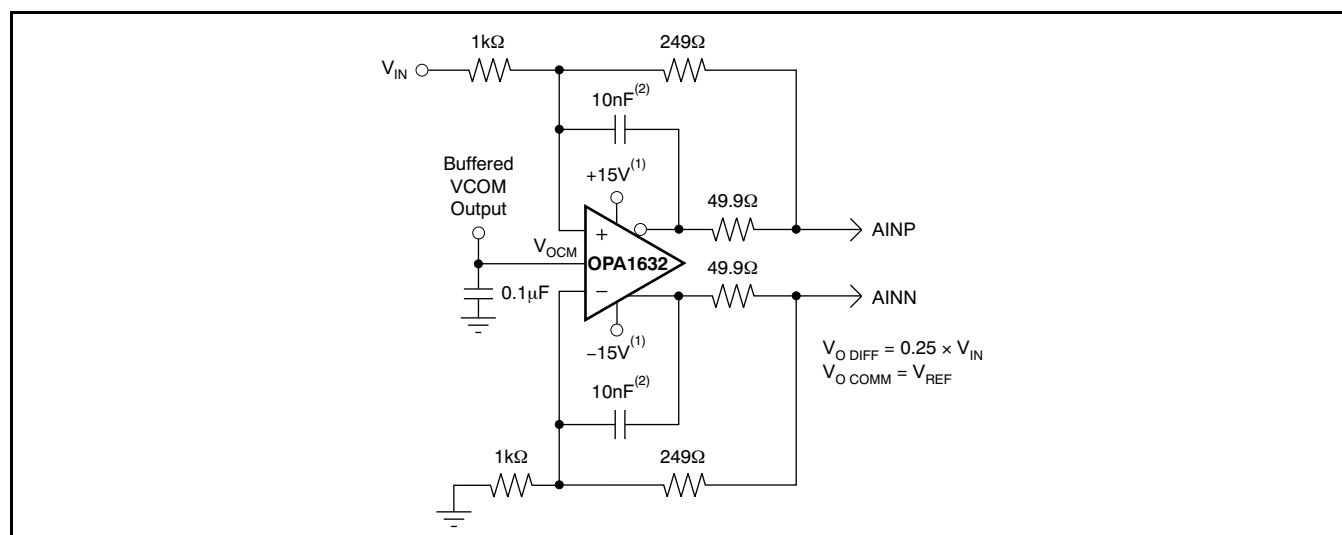 1kΩ
249Ω
V_IN
10nF(2)
Buffered
VCOM
Output
+15V(1)
49.9Ω
AINP
V_OCM
+
OPA1632
49.9Ω
0.1μF
−
AINN
−15V(1)
V_O DIFF = 0.25 × V_IN
V_O COMM = V_REF
10nF(2)
1kΩ
249Ω